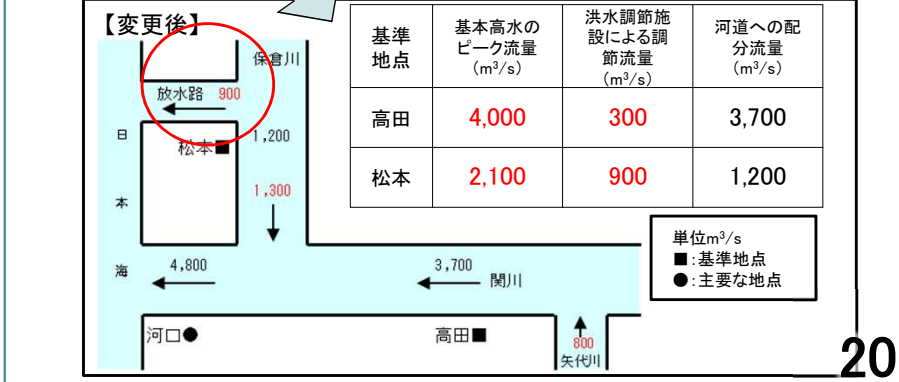 【変更後】
基準
地点
基本高水の
ピーク流量
(m³/s)
洪水調節施
設による調
節流量
(m³/s)
河道への配
分流量
(m³/s)
高田 4,000 300 3,700
松本 2,100 900 1,200
保倉川
放水路 900
松本■
1,200
1,300
日
本
海
4,800
3,700
関川
河口●
高田■
800
矢代川
単位m³/s
■:基準地点
●:主要な地点
20